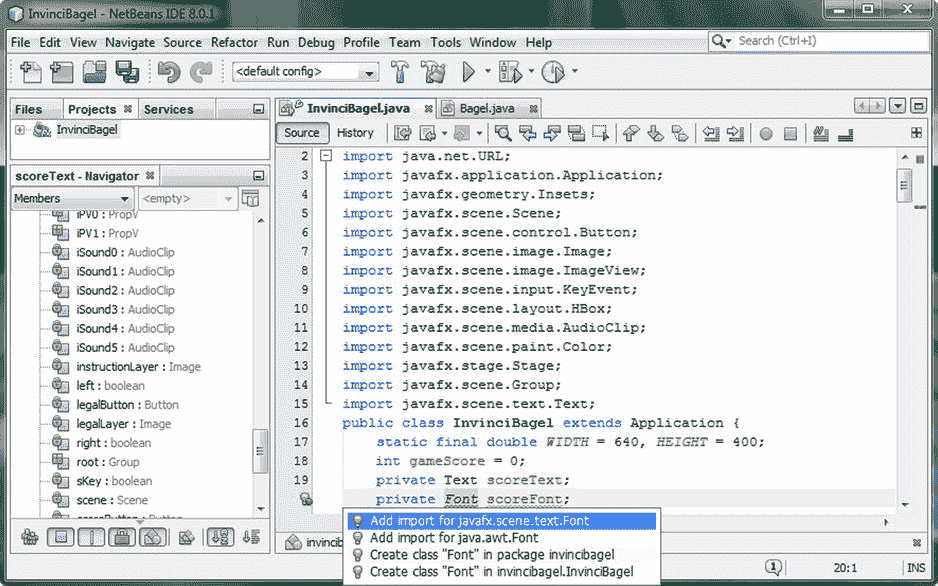 InvinciBagel - NetBeans IDE 8.0.1
File Edit View Navigate Source Refactor Run Debug Profile Team Tools Window Help
Search (Ctrl+I)
<default config>
Files Projects Services
InvinciBagel
scoreText - Navigator
Members <empty>
iPV0 : PropV
iPV1 : PropV
iSound0 : AudioClip
iSound1 : AudioClip
iSound2 : AudioClip
iSound3 : AudioClip
iSound4 : AudioClip
iSound5 : AudioClip
instructionLayer : Image
left : boolean
legalButton : Button
legalLayer : Image
right : boolean
root : Group
sKey : boolean
scene : Scene
InvinciBagel.java Bagel.java
Source History
2 import java.net.URL;
3 import javafx.application.Application;
4 import javafx.geometry.Insets;
5 import javafx.scene.Scene;
6 import javafx.scene.control.Button;
7 import javafx.scene.image.Image;
8 import javafx.scene.image.ImageView;
9 import javafx.scene.input.KeyEvent;
10 import javafx.scene.layout.HBox;
11 import javafx.scene.media.AudioClip;
12 import javafx.scene.paint.Color;
13 import javafx.stage.Stage;
14 import javafx.scene.Group;
15 import javafx.scene.text.Text;
16 public class InvinciBagel extends Application {
17 static final double WIDTH = 640, HEIGHT = 400;
18 int gameScore = 0;
19 private Text scoreText;
private Font scoreFont;
Add import for javafx.scene.text.Font
Add import for java.awt.Font
Create class "Font" in package invincibagel
Create class "Font" in invincibagel.InvinciBagel
invincib
1 20:1 INS